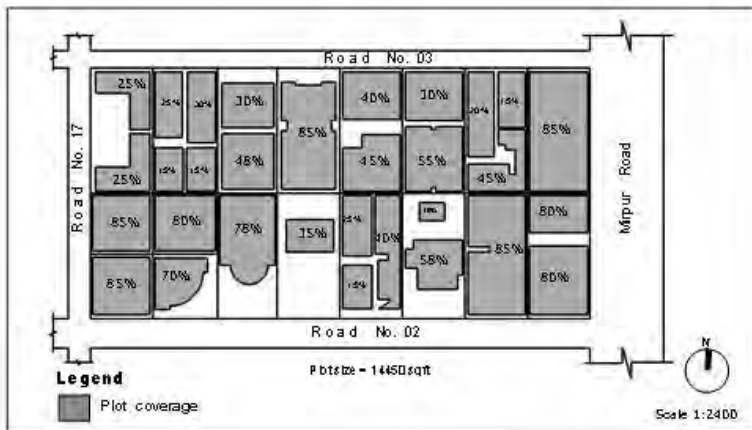 Road No. 03
25%
30%
85%
40%
30%
85%
48%
45%
55%
45%
25%
85%
80%
78%
35%
40%
58%
85%
80%
85%
70%
80%
Road No. 17
Mirpur Road
Road No. 02
Plot size = 14450 sqft
N
Legend
Plot coverage
Scale 1:2400